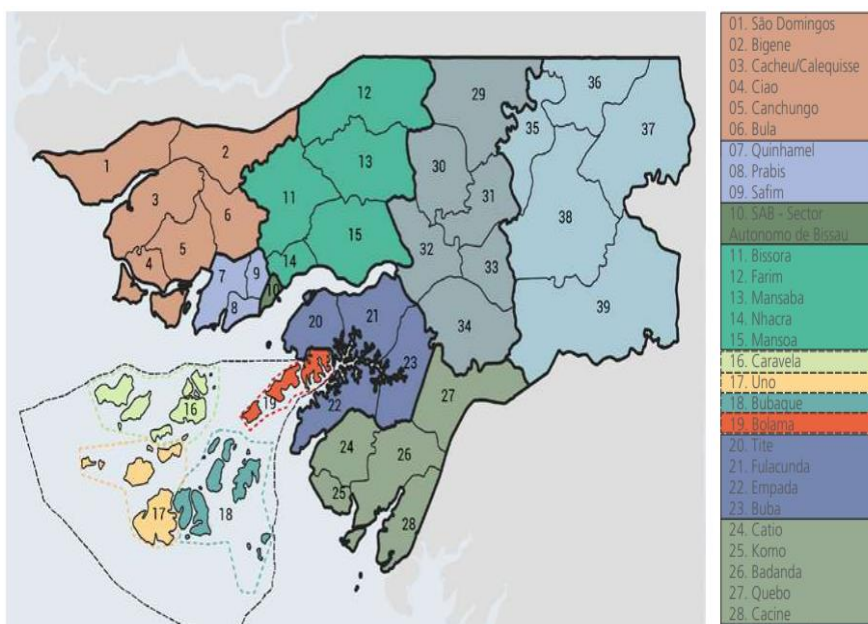 12
29
36
35
37
1
2
13
30
3
11
31
6
38
15
32
4
5
14
33
7
9
10
8
39
20
21
34
19
23
27
22
16
24
26
17
18
25
28
01. São Domingos
02. Bigene
03. Cacheu/Calequisse
04. Ciao
05. Canchungo
06. Bula
07. Quinhamel
08. Prabis
09. Safim
10. SAB - Sector
Autonomo de Bissau
11. Bissora
12. Farim
13. Mansaba
14. Nhacra
15. Mansoa
16. Caravela
17. Uno
18. Bubaque
19. Bolama
20. Tite
21. Fulacunda
22. Empada
23. Buba
24. Catio
25. Komo
26. Badanda
27. Quebo
28. Cacine